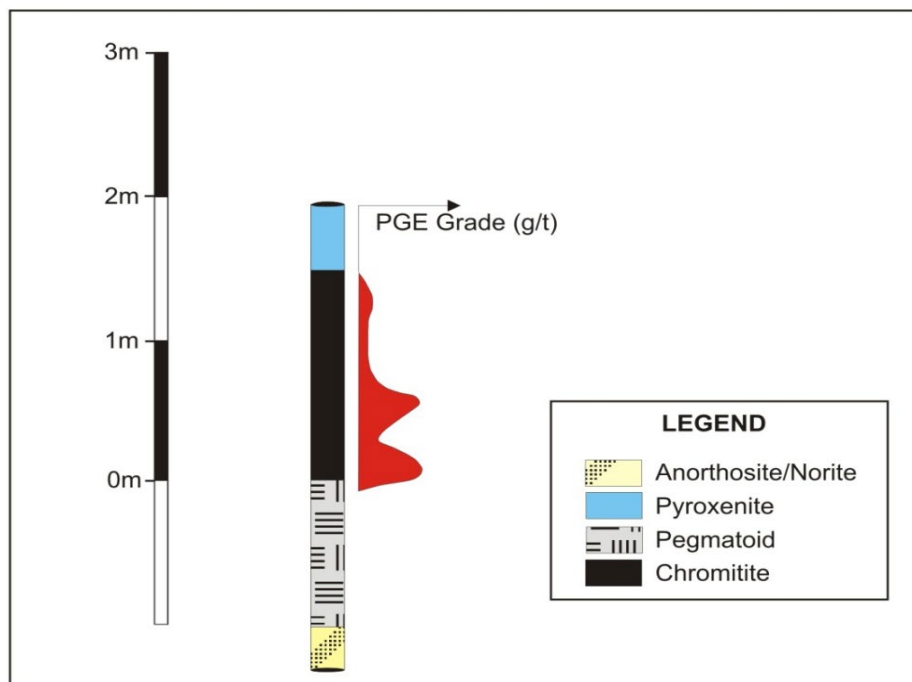 3m
2m
PGE Grade (g/t)
1m
0m
LEGEND
Anorthosite/Norite
Pyroxenite
Pegmatoid
Chromitite